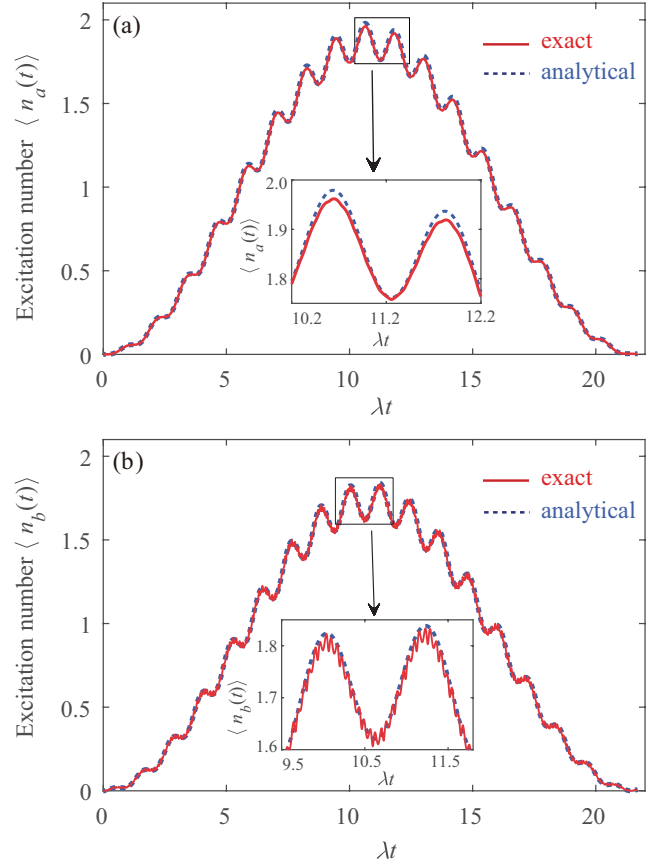 (a)
exact
analytical
Excitation number ⟨ n_a(t)⟩
2
1.5
1
0.5
0
2.0
1.9
1.8
⟨ n_a(t)⟩
10.2 11.2 12.2
λt
0 5 10 15 20
λt
(b)
exact
analytical
Excitation number ⟨ n_b(t)⟩
2
1.5
1
0.5
0
1.8
1.7
1.6
⟨ n_b(t)⟩
9.5 10.5 11.5
λt
0 5 10 15 20
λt